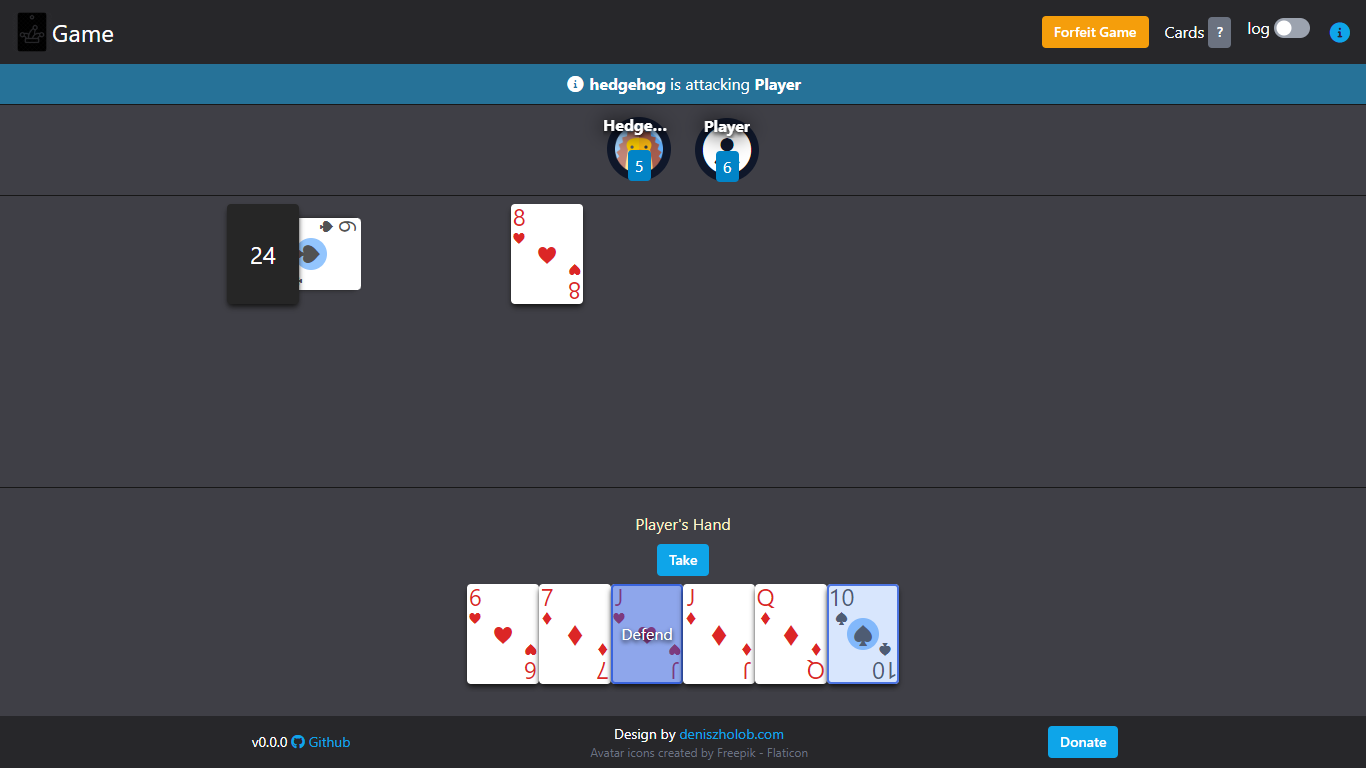 Game
Forfeit Game
Cards ?
log
hedgehog is attacking Player
Hedge...
Player
5
6
24
9
8
8
Player's Hand
Take
6
7
J
J
Q
10
Defend
6
7
J
J
Q
10
v0.0.0 Github
Design by deniszholob.com
Avatar icons created by Freepik - Flaticon
Donate